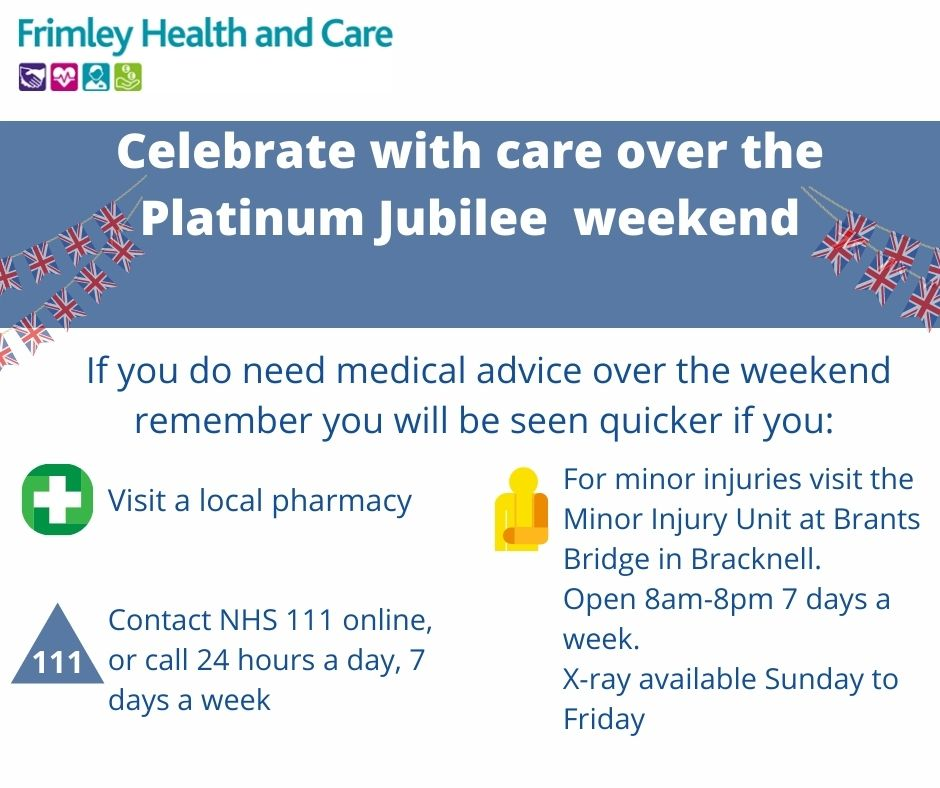 Frimley Health and Care
Celebrate with care over the
Platinum Jubilee weekend
If you do need medical advice over the weekend
remember you will be seen quicker if you:
Visit a local pharmacy
111
Contact NHS 111 online,
or call 24 hours a day, 7
days a week
For minor injuries visit the
Minor Injury Unit at Brants
Bridge in Bracknell.
Open 8am-8pm 7 days a
week.
X-ray available Sunday to
Friday